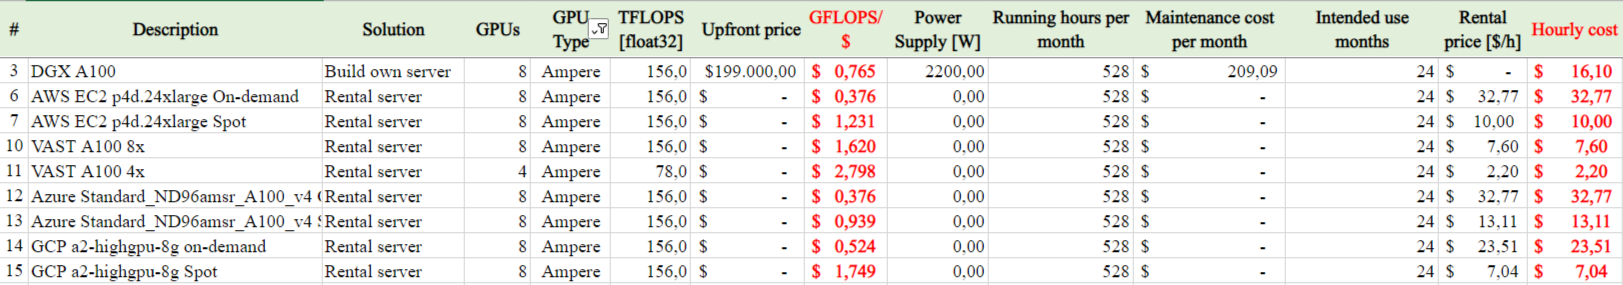 # Description Solution GPUs GPU Type TFLOPS [float32] Upfront price GFLOPS/ $ Power Supply [W] Running hours per month Maintenance cost per month Intended use months Rental price [$/h] Hourly cost
3 DGX A100 Build own server 8 Ampere 156,0 $199.000,00 $ 0,765 2200,00 528 $ 209,09 24 $ - $ 16,10
6 AWS EC2 p4d.24xlarge On-demand Rental server 8 Ampere 156,0 $ - $ 0,376 0,00 528 $ - 24 $ 32,77 $ 32,77
7 AWS EC2 p4d.24xlarge Spot Rental server 8 Ampere 156,0 $ - $ 1,231 0,00 528 $ - 24 $ 10,00 $ 10,00
10 VAST A100 8x Rental server 8 Ampere 156,0 $ - $ 1,620 0,00 528 $ - 24 $ 7,60 $ 7,60
11 VAST A100 4x Rental server 4 Ampere 78,0 $ - $ 2,798 0,00 528 $ - 24 $ 2,20 $ 2,20
12 Azure Standard_ND96amsr_A100_v4 Rental server 8 Ampere 156,0 $ - $ 0,376 0,00 528 $ - 24 $ 32,77 $ 32,77
13 Azure Standard_ND96amsr_A100_v4 Rental server 8 Ampere 156,0 $ - $ 0,939 0,00 528 $ - 24 $ 13,11 $ 13,11
14 GCP a2-highgpu-8g on-demand Rental server 8 Ampere 156,0 $ - $ 0,524 0,00 528 $ - 24 $ 23,51 $ 23,51
15 GCP a2-highgpu-8g Spot Rental server 8 Ampere 156,0 $ - $ 1,749 0,00 528 $ - 24 $ 7,04 $ 7,04